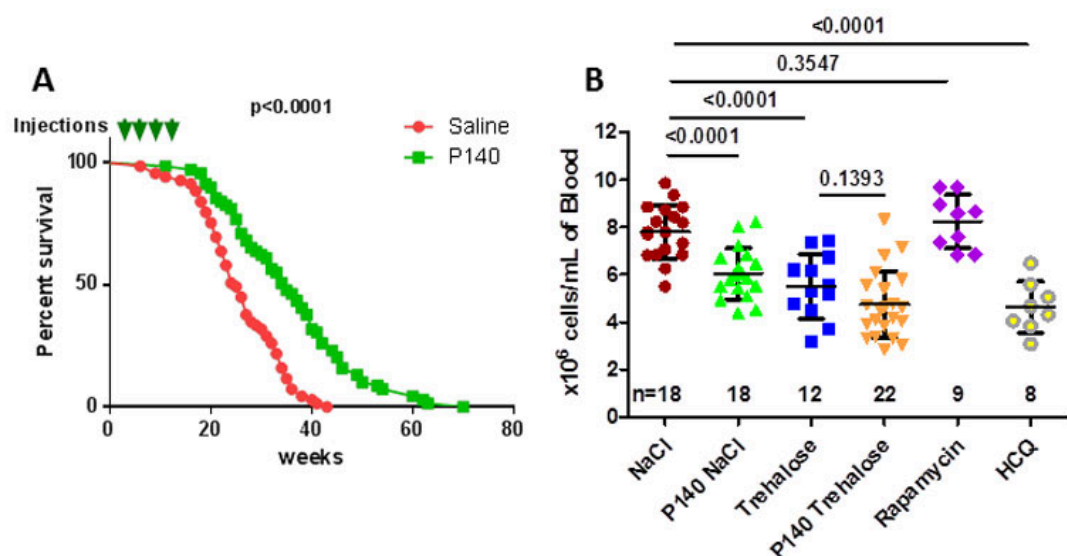 A
Injections
p<0.0001
Saline
P140
100
50
0
Percent survival
0 20 40 60 80
weeks
B
<0.0001
0.3547
<0.0001
<0.0001
0.1393
12
10
8
6
4
2
0
x10⁶ cells/mL of Blood
n=18 18 12 22 9 8
NaCl
P140 NaCl
Trehalose
P140 Trehalose
Rapamycin
HCQ